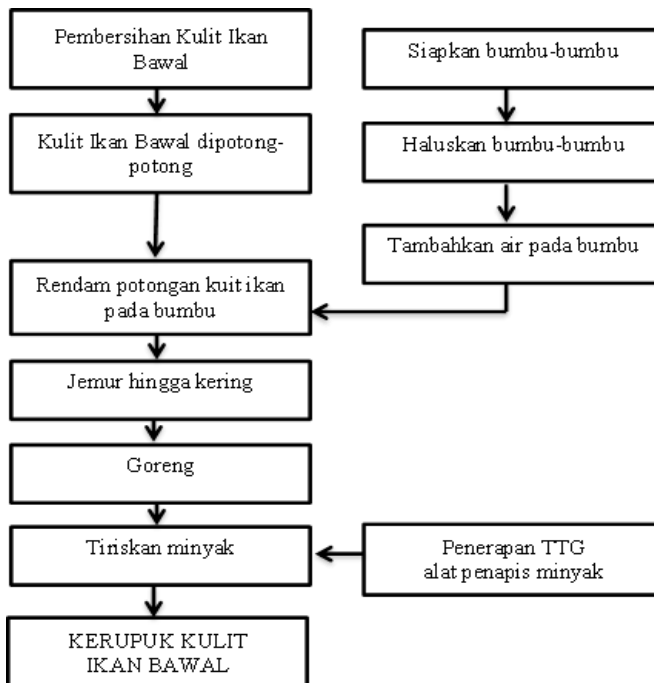 Pembersihan Kulit Ikan
Bawal
Kulit Ikan Bawal dipotong-
potong
Siapkan bumbu-bumbu
Haluskan bumbu-bumbu
Tambahkan air pada bumbu
Rendam potongan kuit ikan
pada bumbu
Jemur hingga kering
Goreng
Tiriskan minyak
Penerapan TTG
alat penapis minyak
KERUPUK KULIT
IKAN BAWAL